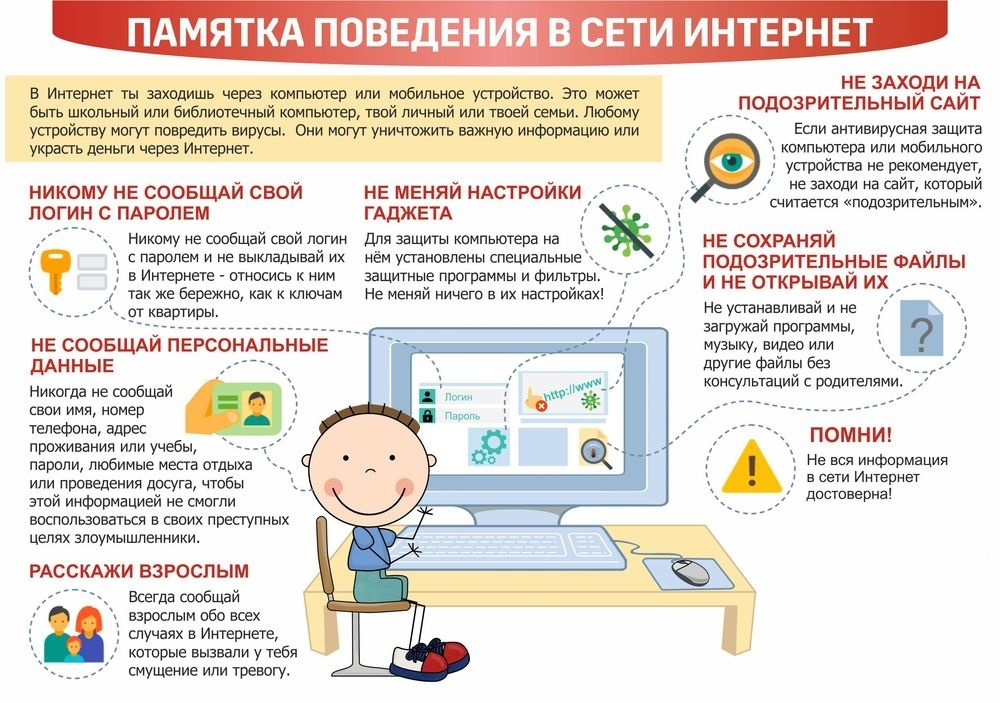 ПАМЯТКА ПОВЕДЕНИЯ В СЕТИ ИНТЕРНЕТ
В Интернет ты заходишь через компьютер или мобильное устройство. Это может
быть школьный или библиотечный компьютер, твой личный или твоей семьи. Любому
устройству могут повредить вирусы. Они могут уничтожить важную информацию или
украсть деньги через Интернет.
НИКОМУ НЕ СООБЩАЙ СВОЙ
ЛОГИН С ПАРОЛЕМ
Никому не сообщай свой логин
с паролем и не выкладывай их
в Интернете - относись к ним
так же бережно, как к ключам
от квартиры.
НЕ МЕНЯЙ НАСТРОЙКИ
ГАДЖЕТА
Для защиты компьютера на
нём установлены специальные
защитные программы и фильтры.
Не меняй ничего в их настройках!
НЕ ЗАХОДИ НА
ПОДОЗРИТЕЛЬНЫЙ САЙТ
Если антивирусная защита
компьютера или мобильного
устройства не рекомендует,
не заходи на сайт, который
считается «подозрительным».
НЕ СОХРАНЯЙ
ПОДОЗРИТЕЛЬНЫЕ ФАЙЛЫ
И НЕ ОТКРЫВАЙ ИХ
Не устанавливай и не
загружай программы,
музыку, видео или
другие файлы без
консультаций с родителями.
?
НЕ СООБЩАЙ ПЕРСОНАЛЬНЫЕ
ДАННЫЕ
Никогда не сообщай
свои имя, номер
телефона, адрес
проживания или учебы,
пароли, любимые места отдыха
или проведения досуга, чтобы
этой информацией не смогли
воспользоваться в своих преступных
целях злоумышленники.
Логин
Пароль
http://www_
ПОМНИ!
Не вся информация
в сети Интернет
достоверна!
!
РАССКАЖИ ВЗРОСЛЫМ
Всегда сообщай
взрослым обо всех
случаях в Интернете,
которые вызвали у тебя
смущение или тревогу.